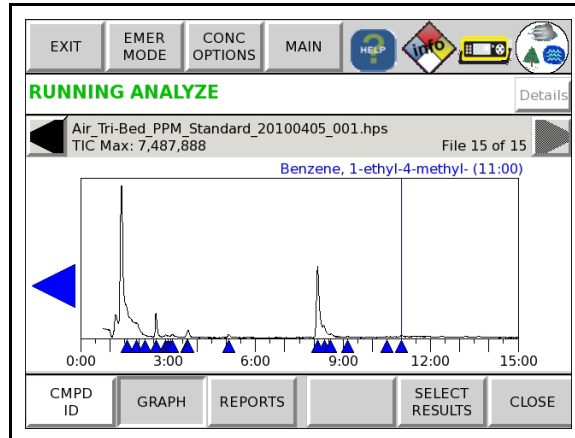 EXIT
EMER MODE
CONC OPTIONS
MAIN
HELP
info
RUNNING ANALYZE
Details
Air_Tri-Bed_PPM_Standard_20100405_001.hps
TIC Max: 7,487,888
File 15 of 15
Benzene, 1-ethyl-4-methyl- (11:00)
0:00 3:00 6:00 9:00 12:00 15:00
CMPD ID
GRAPH
REPORTS
SELECT RESULTS
CLOSE